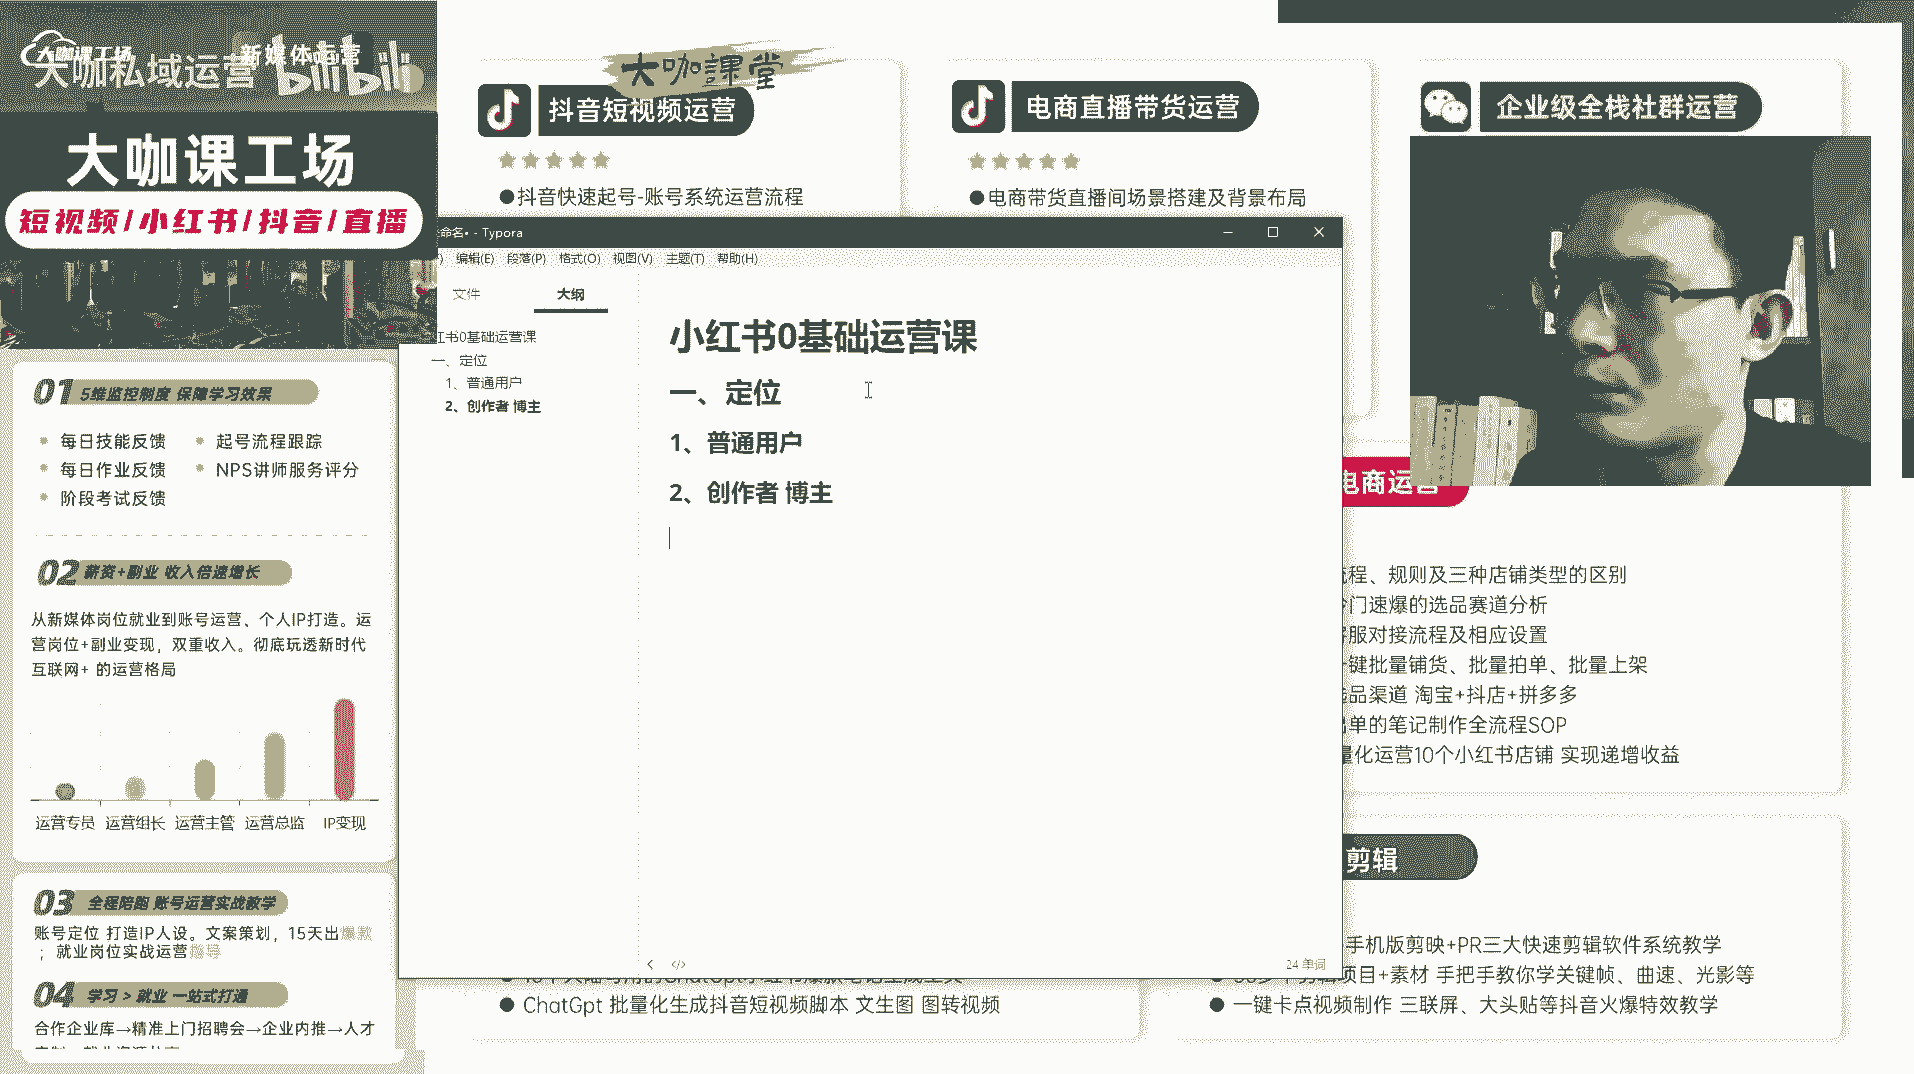 大咖课工场
新媒体运营
大咖私域运营
bilibili
大咖课工场
短视频/小红书/抖音/直播
01 5维监控制度 保障学习效果
每日技能反馈
起号流程跟踪
每日作业反馈
NPS讲师服务评分
阶段考试反馈
02 薪资+副业 收入倍速增长
从新媒体岗位就业到账号运营、个人IP打造。运
营岗位+副业变现，双重收入。彻底玩透新时代
互联网+ 的运营格局
运营专员 运营组长 运营主管 运营总监 IP变现
03 全程陪跑 账号运营实战教学
账号定位 打造IP人设。文案策划，15天出爆款
；就业岗位实战运营指导
04 学习 > 就业 一站式打通
合作企业库→精准上门招聘会→企业内推→人才
大咖課堂
抖音短视频运营
●抖音快速起号-账号系统运营流程
电商直播带货运营
●电商带货直播间场景搭建及背景布局
企业级全栈社群运营
命名• - Typora
编辑(E) 段落(P) 格式(O) 视图(V) 主题(T) 帮助(H)
文件
大纲
红书0基础运营课
一、定位
1、普通用户
2、创作者 博主
小红书0基础运营课
一、定位
1、普通用户
2、创作者 博主
24 单词
电商运营
流程、规则及三种店铺类型的区别
冷门速爆的选品赛道分析
客服对接流程及相应设置
一键批量铺货、批量拍单、批量上架
选品渠道 淘宝+抖店+拼多多
出单的笔记制作全流程SOP
量化运营10个小红书店铺 实现递增收益
剪辑
手机版剪映+PR三大快速剪辑软件系统教学
项目+素材 手把手教你学关键帧、曲速、光影等
● 一键卡点视频制作 三联屏、大头贴等抖音火爆特效教学
● ChatGpt 批量化生成抖音短视频脚本 文生图 图转视频